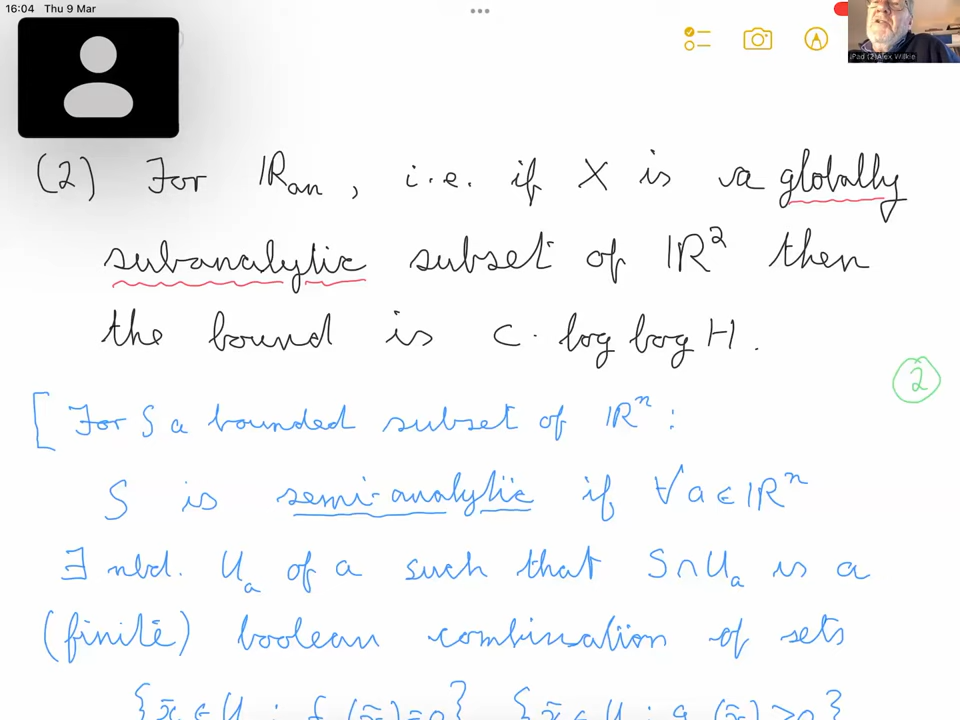 16:04 Thu 9 Mar
iPad (2) Alex Wilkie
(2) For ℝan, i.e. if X is a globally
subanalytic subset of ℝ² then
the bound is C. log log H.
②
[For S a bounded subset of ℝⁿ:
S is semi-analytic if ∀a∈ℝⁿ
∃ nbd. Uₐ of a such that S∩Uₐ is a
(finite) boolean combination of sets